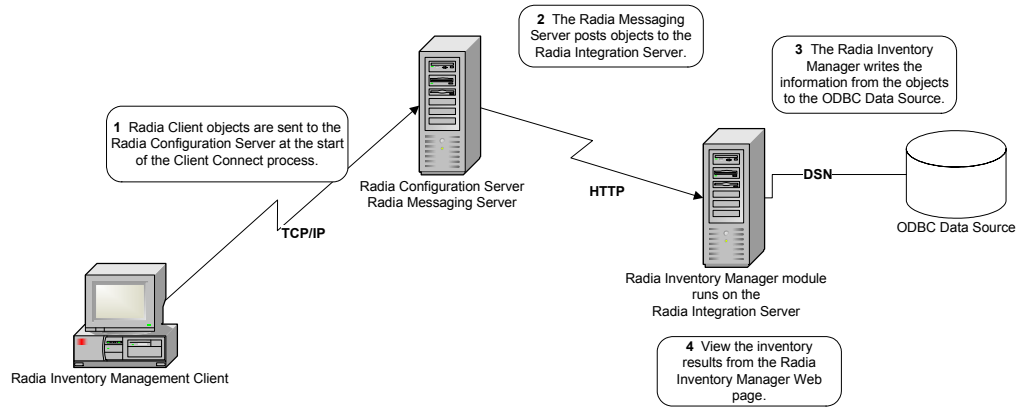 2 The Radia Messaging
Server posts objects to the
Radia Integration Server.
3 The Radia Inventory
Manager writes the
information from the objects
to the ODBC Data Source.
1 Radia Client objects are sent to the
Radia Configuration Server at the start
of the Client Connect process.
Radia Configuration Server
Radia Messaging Server
HTTP
DSN
ODBC Data Source
TCP/IP
Radia Inventory Manager module
runs on the
Radia Integration Server
4 View the inventory
results from the Radia
Inventory Manager Web
page.
Radia Inventory Management Client